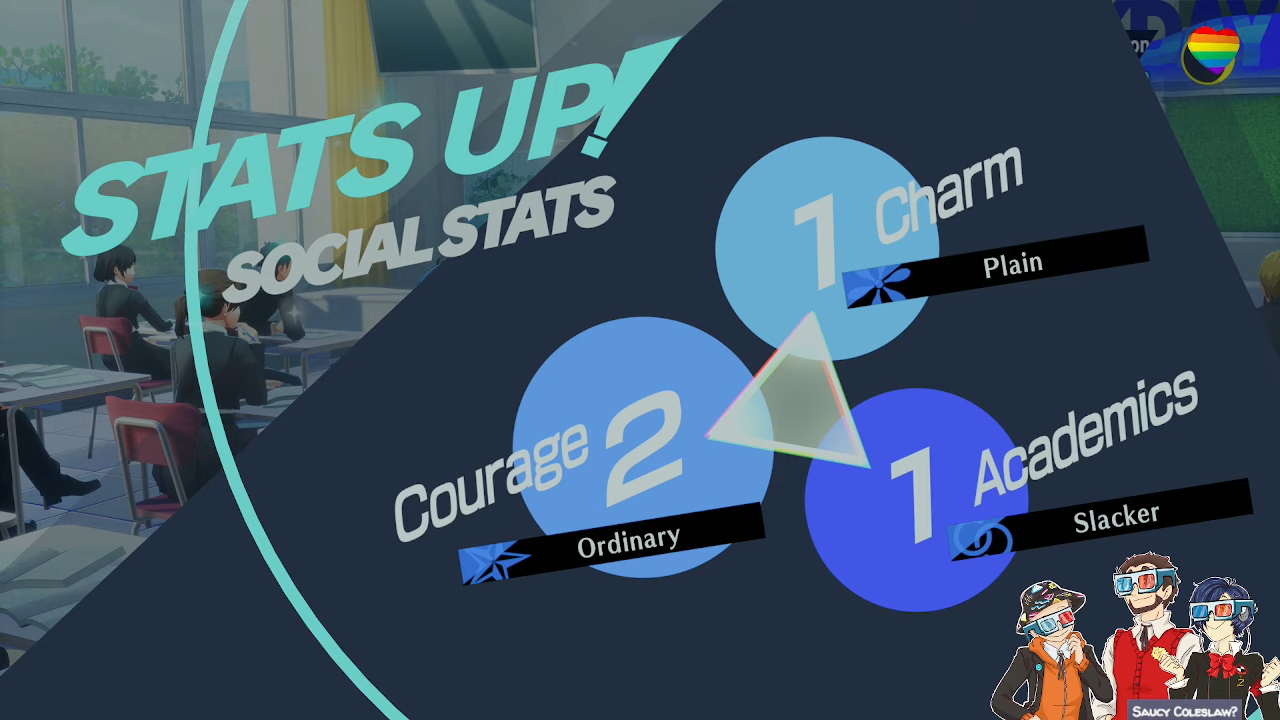 STATS UP!
SOCIAL STATS
1 Charm
Plain
Courage 2
Ordinary
1 Academics
Slacker
SAUCY COLESLAW?